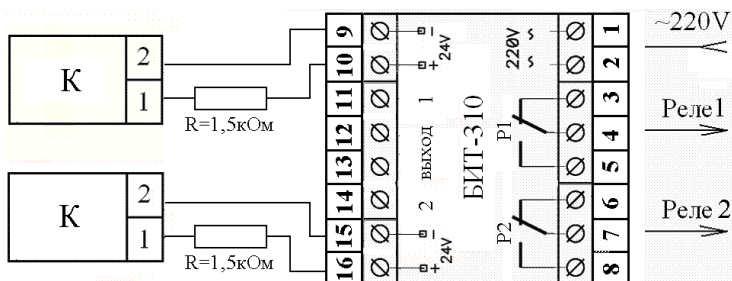 К
2
1
R=1,5кОм
К
2
1
R=1,5кОм
9
10
11
12
13
14
15
16
-
+
24V
1
выход
2
-
+
24V
БИТ-310
220V
~
~
P1
P2
1
2
3
4
5
6
7
8
~220V
Реле1
Реле 2